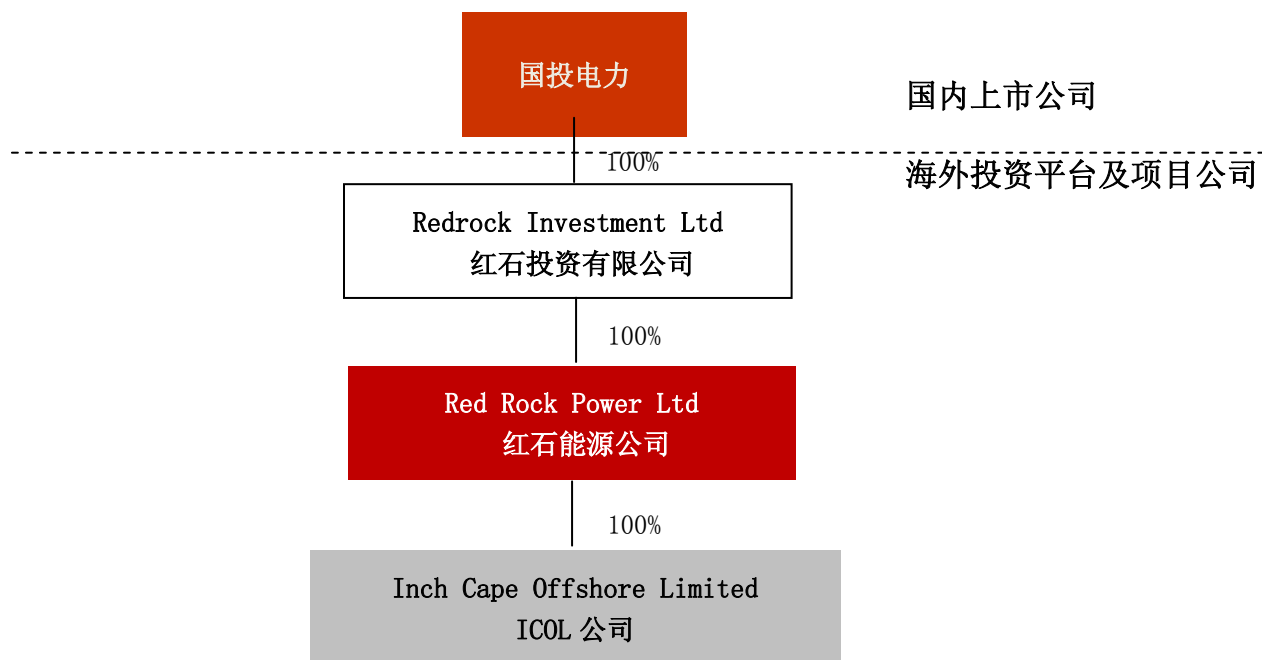 国投电力
国内上市公司
100%
海外投资平台及项目公司
Redrock Investment Ltd
红石投资有限公司
100%
Red Rock Power Ltd
红石能源公司
100%
Inch Cape Offshore Limited
ICOL 公司